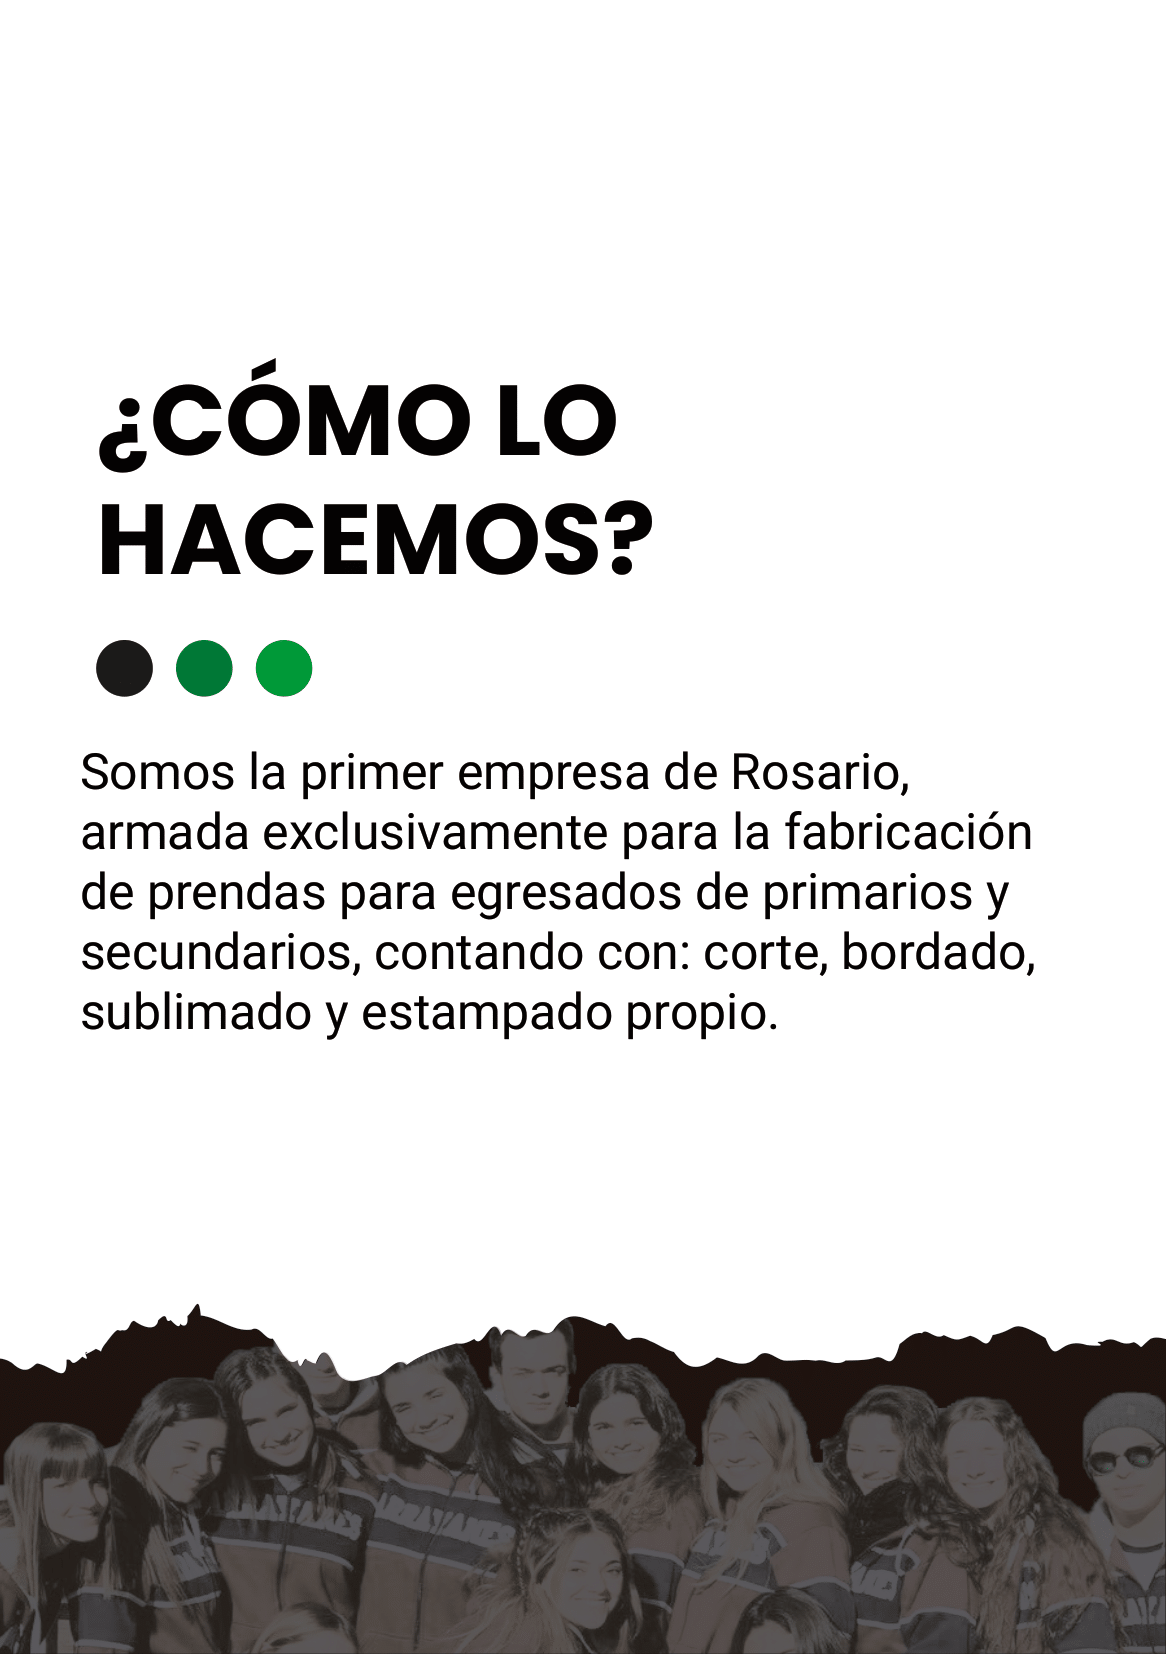 ¿CÓMO LO
HACEMOS?
Somos la primer empresa de Rosario,
armada exclusivamente para la fabricación
de prendas para egresados de primarios y
secundarios, contando con: corte, bordado,
sublimado y estampado propio.